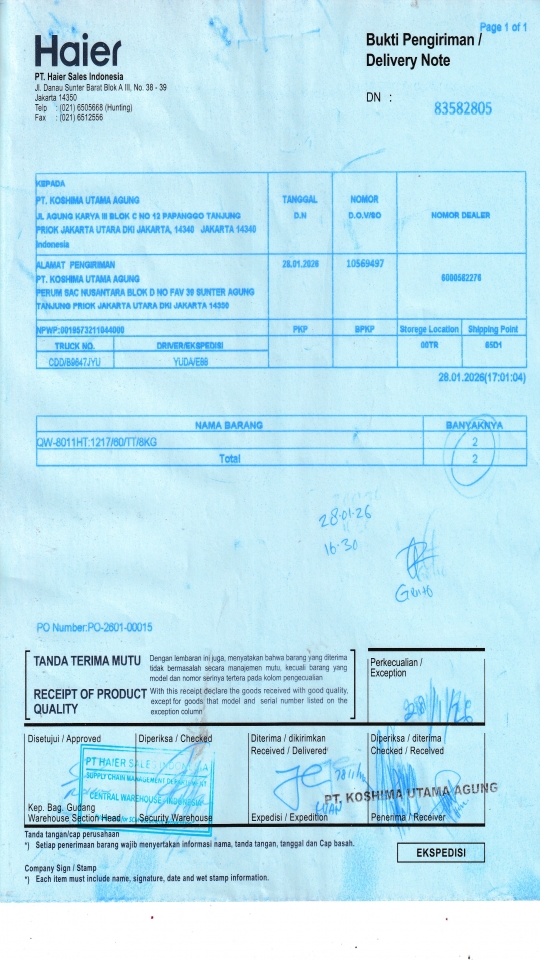 Page 1 of 1
Haier
Bukti Pengiriman /
Delivery Note
PT. Haier Sales Indonesia
Jl. Danau Sunter Barat Blok A III, No. 38 - 39
Jakarta 14350
Telp : (021) 6505668 (Hunting)
Fax : (021) 6512556
DN : 83582805
KEPADA
PT. KOSHIMA UTAMA AGUNG
JL AGUNG KARYA III BLOK C NO 12 PAPANGGO TANJUNG
PRIOK JAKARTA UTARA DKI JAKARTA, 14340 JAKARTA 14340
Indonesia
TANGGAL
D.N
NOMOR
D.O.V/SO
NOMOR DEALER
ALAMAT PENGIRIMAN
PT. KOSHIMA UTAMA AGUNG
PERUM SAC NUSANTARA BLOK D NO FAV 39 SUNTER AGUNG
TANJUNG PRIOK JAKARTA UTARA DKI JAKARTA 14350
28.01.2026
10569497
6000582276
NPWP:0019573211044000
PKP
BPKP
Storege Location
Shipping Point
TRUCK NO.
DRIVER/EKSPEDISI
00TR
65D1
CDD/B9647JYU
YUDA/E88
28.01.2026(17:01:04)
NAMA BARANG BANYAKNYA
QW-8011HT:1217/60/TT/8KG 2
Total 2
28-01-26
16-30
PO Number:PO-2601-00015
TANDA TERIMA MUTU
Dengan lembaran ini juga, menyatakan bahwa barang yang diterima
tidak bermasalah secara manajemen mutu, kecuali barang yang
model dan nomor serinya tertera pada kolom pengecualian
RECEIPT OF PRODUCT
QUALITY
With this receipt declare the goods received with good quality,
except for goods that model and serial number listed on the
exception column
Perkecualian /
Exception
Disetujui / Approved
Diperiksa / Checked
Diterima / dikirimkan
Received / Delivered
Diperiksa / diterima
Checked / Received
PT HAIER SALES INDONESIA
SUPPLY CHAIN MANAGEMENT DEPARTMENT
CENTRAL WAREHOUSE - INDONESIA
PT. KOSHIMA UTAMA AGUNG
Kep. Bag. Gudang
Warehouse Section Head
Security Warehouse
Expedisi / Expedition
Penerima / Receiver
Tanda tangan/cap perusahaan
*) Setiap penerimaan barang wajib menyertakan informasi nama, tanda tangan, tanggal dan Cap basah.
EKSPEDISI
Company Sign / Stamp
*) Each item must include name, signature, date and wet stamp information.